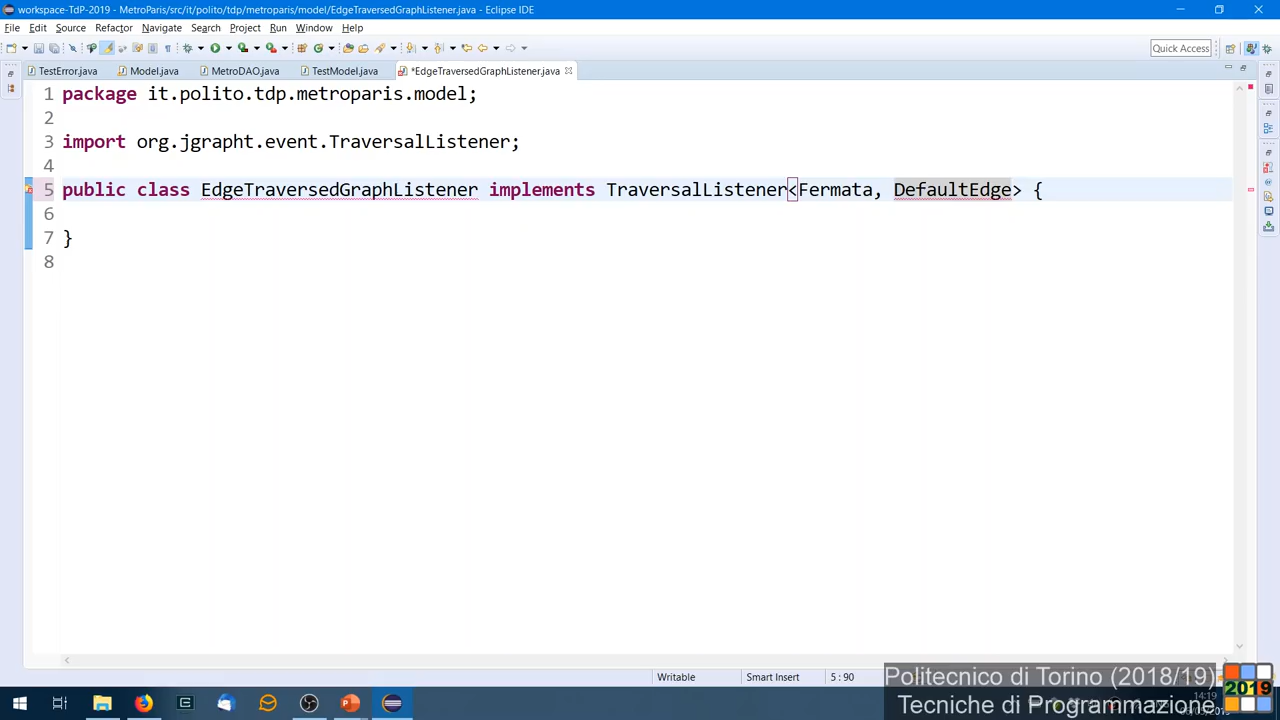 workspace-TdP-2019 - MetroParis/src/it/polito/tdp/metroparis/model/EdgeTraversedGraphListener.java - Eclipse IDE
File Edit Source Refactor Navigate Search Project Run Window Help
Quick Access
TestError.java Model.java MetroDAO.java TestModel.java *EdgeTraversedGraphListener.java
1 package it.polito.tdp.metroparis.model;
2
3 import org.jgrapht.event.TraversalListener;
4
5 public class EdgeTraversedGraphListener implements TraversalListener<Fermata, DefaultEdge> {
6
7 }
8
Writable Smart Insert 5 : 90
Politecnico di Torino (2018/19)
Tecniche di Programmazione
2019
14:19